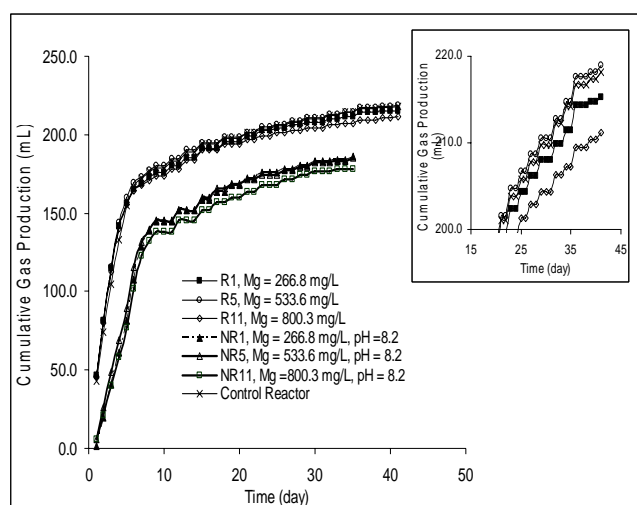 250.0
200.0
150.0
100.0
50.0
0.0
Cumulative Gas Production (mL)
0
10
20
30
40
50
Time (day)
R1, Mg = 266.8 mg/L
R5, Mg = 533.6 mg/L
R11, Mg = 800.3 mg/L
NR1, Mg = 266.8 mg/L, pH =8.2
NR5, Mg = 533.6 mg/L, pH = 8.2
NR11, Mg =800.3 mg/L, pH = 8.2
Control Reactor
220.0
210.0
200.0
Cumulative Gas Production
(mL)
15
25
35
45
Time (day)